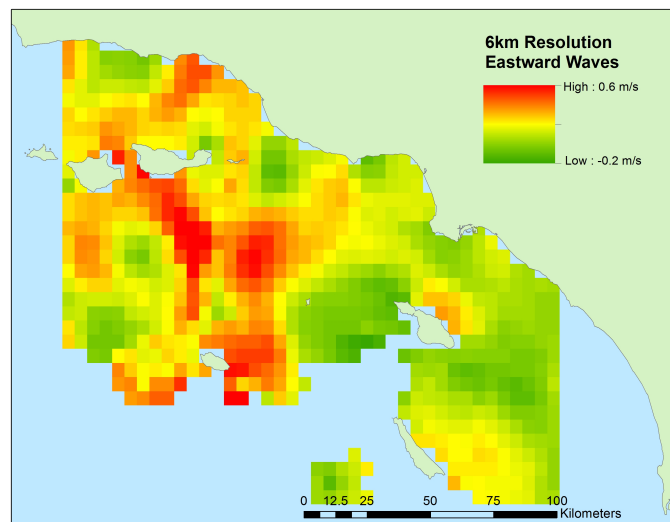 6km Resolution
Eastward Waves
High : 0.6 m/s
Low : -0.2 m/s
0 12.5 25 50 75 100
Kilometers